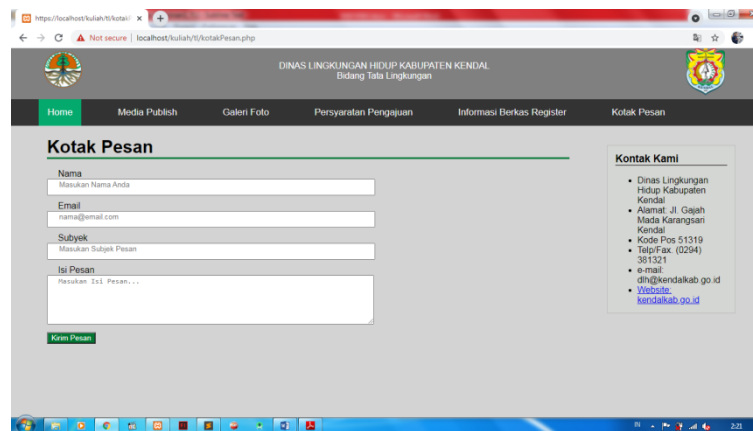 https://localhost/kuliah/tl/kotakP
Not secure | localhost/kuliah/tl/kotakPesan.php
DINAS LINGKUNGAN HIDUP KABUPATEN KENDAL
Bidang Tata Lingkungan
Home Media Publish Galeri Foto Persyaratan Pengajuan Informasi Berkas Register Kotak Pesan
Kotak Pesan
Nama
Masukan Nama Anda
Email
nama@email.com
Subyek
Masukan Subjek Pesan
Isi Pesan
Masukan Isi Pesan...
Kirim Pesan
Kontak Kami
Dinas Lingkungan
Hidup Kabupaten
Kendal
Alamat: Jl. Gajah
Mada Karangsari
Kendal
Kode Pos 51319
Telp/Fax. (0294)
381321
e-mail:
dlh@kendalkab.go.id
Website:
kendalkab.go.id
IN
2:21